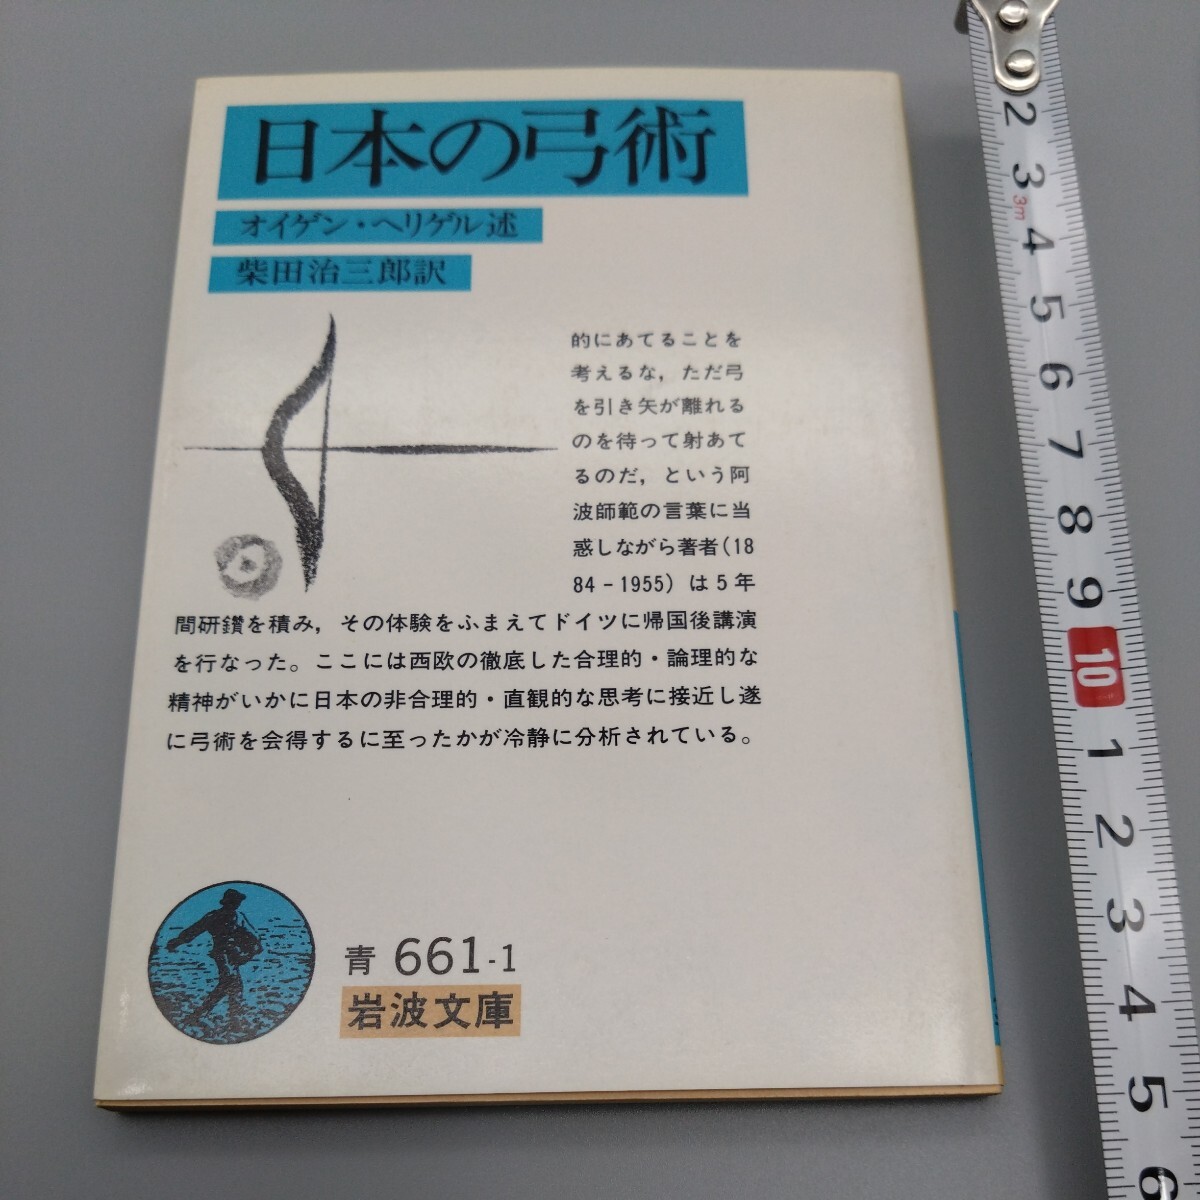 日本の弓術
オイゲン・ヘリゲル述
柴田治三郎訳
的にあてることを
考えるな，ただ弓
を引き矢が離れる
のを待って射あて
るのだ，という阿
波師範の言葉に当
惑しながら著者(18
84-1955)は5年
間研鑽を積み，その体験をふまえてドイツに帰国後講演
を行なった。ここには西欧の徹底した合理的・論理的な
精神がいかに日本の非合理的・直観的な思考に接近し遂
に弓術を会得するに至ったかが冷静に分析されている。
青 661-1
岩波文庫
2
3
3m
4
5
6
7
8
9
10
1
2
3
4
5
6